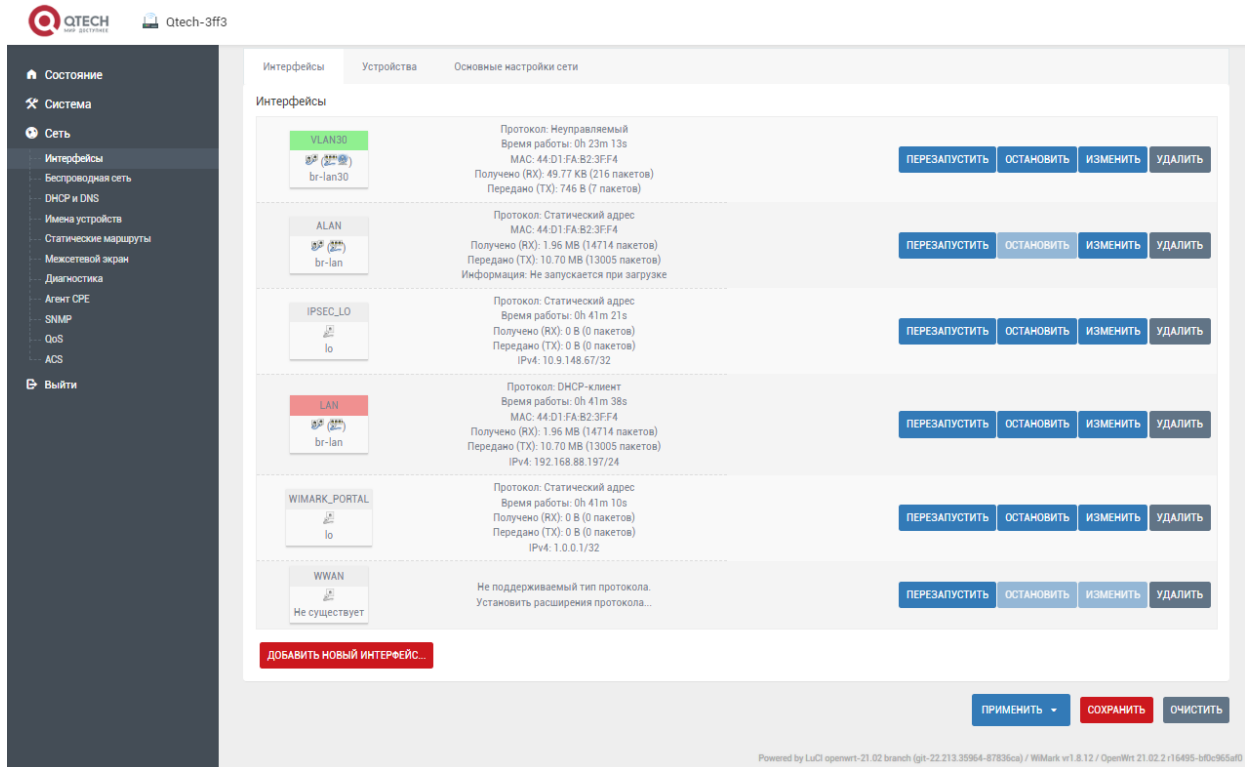 QTECH
МИР ДОСТУПНЕЕ
Qtech-3ff3
Состояние
Система
Сеть
Интерфейсы
Беспроводная сеть
DHCP и DNS
Имена устройств
Статические маршруты
Межсетевой экран
Диагностика
Агент CPE
SNMP
QoS
ACS
Выйти
Интерфейсы Устройства Основные настройки сети
Интерфейсы
VLAN30
br-lan30
Протокол: Неуправляемый
Время работы: 0h 23m 13s
MAC: 44:D1:FA:B2:3F:F4
Получено (RX): 49.77 KB (216 пакетов)
Передано (TX): 746 B (7 пакетов)
ПЕРЕЗАПУСТИТЬ ОСТАНОВИТЬ ИЗМЕНИТЬ УДАЛИТЬ
ALAN
br-lan
Протокол: Статический адрес
MAC: 44:D1:FA:B2:3F:F4
Получено (RX): 1.96 MB (14714 пакетов)
Передано (TX): 10.70 MB (13005 пакетов)
Информация: Не запускается при загрузке
ПЕРЕЗАПУСТИТЬ ОСТАНОВИТЬ ИЗМЕНИТЬ УДАЛИТЬ
IPSEC_LO
lo
Протокол: Статический адрес
Время работы: 0h 41m 21s
Получено (RX): 0 B (0 пакетов)
Передано (TX): 0 B (0 пакетов)
IPv4: 10.9.148.67/32
ПЕРЕЗАПУСТИТЬ ОСТАНОВИТЬ ИЗМЕНИТЬ УДАЛИТЬ
LAN
br-lan
Протокол: DHCP-клиент
Время работы: 0h 41m 38s
MAC: 44:D1:FA:B2:3F:F4
Получено (RX): 1.96 MB (14714 пакетов)
Передано (TX): 10.70 MB (13005 пакетов)
IPv4: 192.168.88.197/24
ПЕРЕЗАПУСТИТЬ ОСТАНОВИТЬ ИЗМЕНИТЬ УДАЛИТЬ
WIMARK_PORTAL
lo
Протокол: Статический адрес
Время работы: 0h 41m 10s
Получено (RX): 0 B (0 пакетов)
Передано (TX): 0 B (0 пакетов)
IPv4: 1.0.0.1/32
ПЕРЕЗАПУСТИТЬ ОСТАНОВИТЬ ИЗМЕНИТЬ УДАЛИТЬ
WWAN
Не существует
Не поддерживаемый тип протокола.
Установить расширения протокола...
ПЕРЕЗАПУСТИТЬ ОСТАНОВИТЬ ИЗМЕНИТЬ УДАЛИТЬ
ДОБАВИТЬ НОВЫЙ ИНТЕРФЕЙС...
ПРИМЕНИТЬ СОХРАНИТЬ ОЧИСТИТЬ
Powered by LuCI openwrt-21.02 branch (git-22.213.35964-87836ca) / WiMark vr1.8.12 / OpenWrt 21.02.2 r16495-bf0c965af0